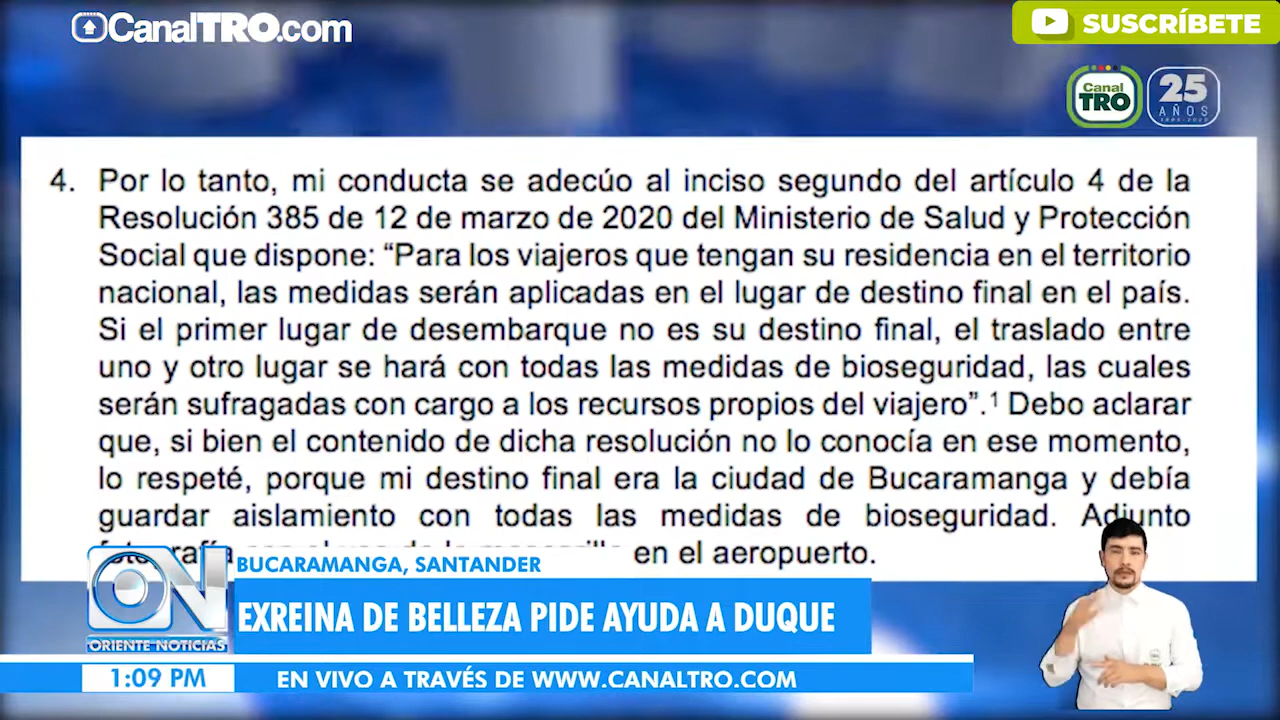 CanalTRO.com
SUSCRÍBETE
Canal
TRO
25
AÑOS
4. Por lo tanto, mi conducta se adecúo al inciso segundo del artículo 4 de la
Resolución 385 de 12 de marzo de 2020 del Ministerio de Salud y Protección
Social que dispone: “Para los viajeros que tengan su residencia en el territorio
nacional, las medidas serán aplicadas en el lugar de destino final en el país.
Si el primer lugar de desembarque no es su destino final, el traslado entre
uno y otro lugar se hará con todas las medidas de bioseguridad, las cuales
serán sufragadas con cargo a los recursos propios del viajero”.¹ Debo aclarar
que, si bien el contenido de dicha resolución no lo conocía en ese momento,
lo respeté, porque mi destino final era la ciudad de Bucaramanga y debía
guardar aislamiento con todas las medidas de bioseguridad. Adjunto
en el aeropuerto.
ON
ORIENTE NOTICIAS
BUCARAMANGA, SANTANDER
EXREINA DE BELLEZA PIDE AYUDA A DUQUE
1:09 PM
EN VIVO A TRAVÉS DE WWW.CANALTRO.COM